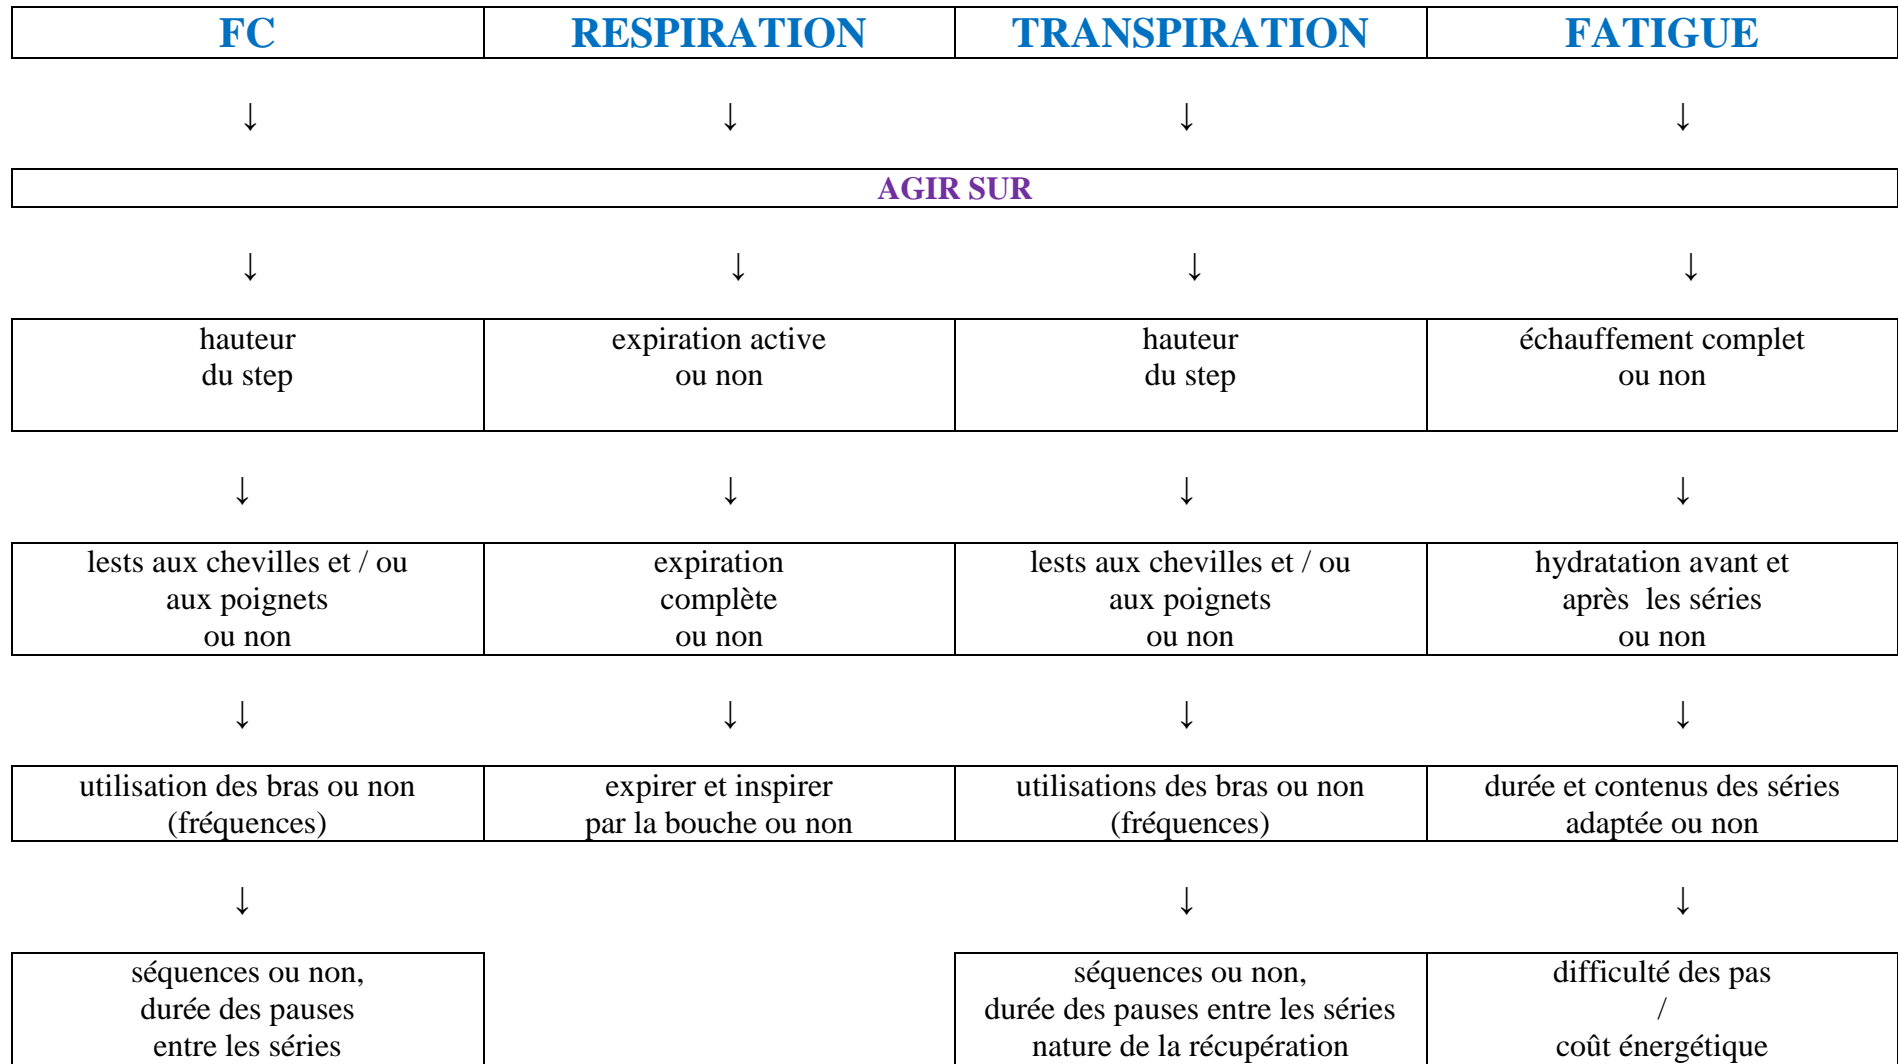 FC RESPIRATION TRANSPIRATION FATIGUE
↓ ↓ ↓ ↓
AGIR SUR
↓ ↓ ↓ ↓
hauteur
du step
expiration active
ou non
hauteur
du step
échauffement complet
ou non
↓ ↓ ↓ ↓
lests aux chevilles et / ou
aux poignets
ou non
expiration
complète
ou non
lests aux chevilles et / ou
aux poignets
ou non
hydratation avant et
après les séries
ou non
↓ ↓ ↓ ↓
utilisation des bras ou non
(fréquences)
expirer et inspirer
par la bouche ou non
utilisations des bras ou non
(fréquences)
durée et contenus des séries
adaptée ou non
↓ ↓ ↓
séquences ou non,
durée des pauses
entre les séries
séquences ou non,
durée des pauses entre les séries
nature de la récupération
difficulté des pas
/
coût énergétique